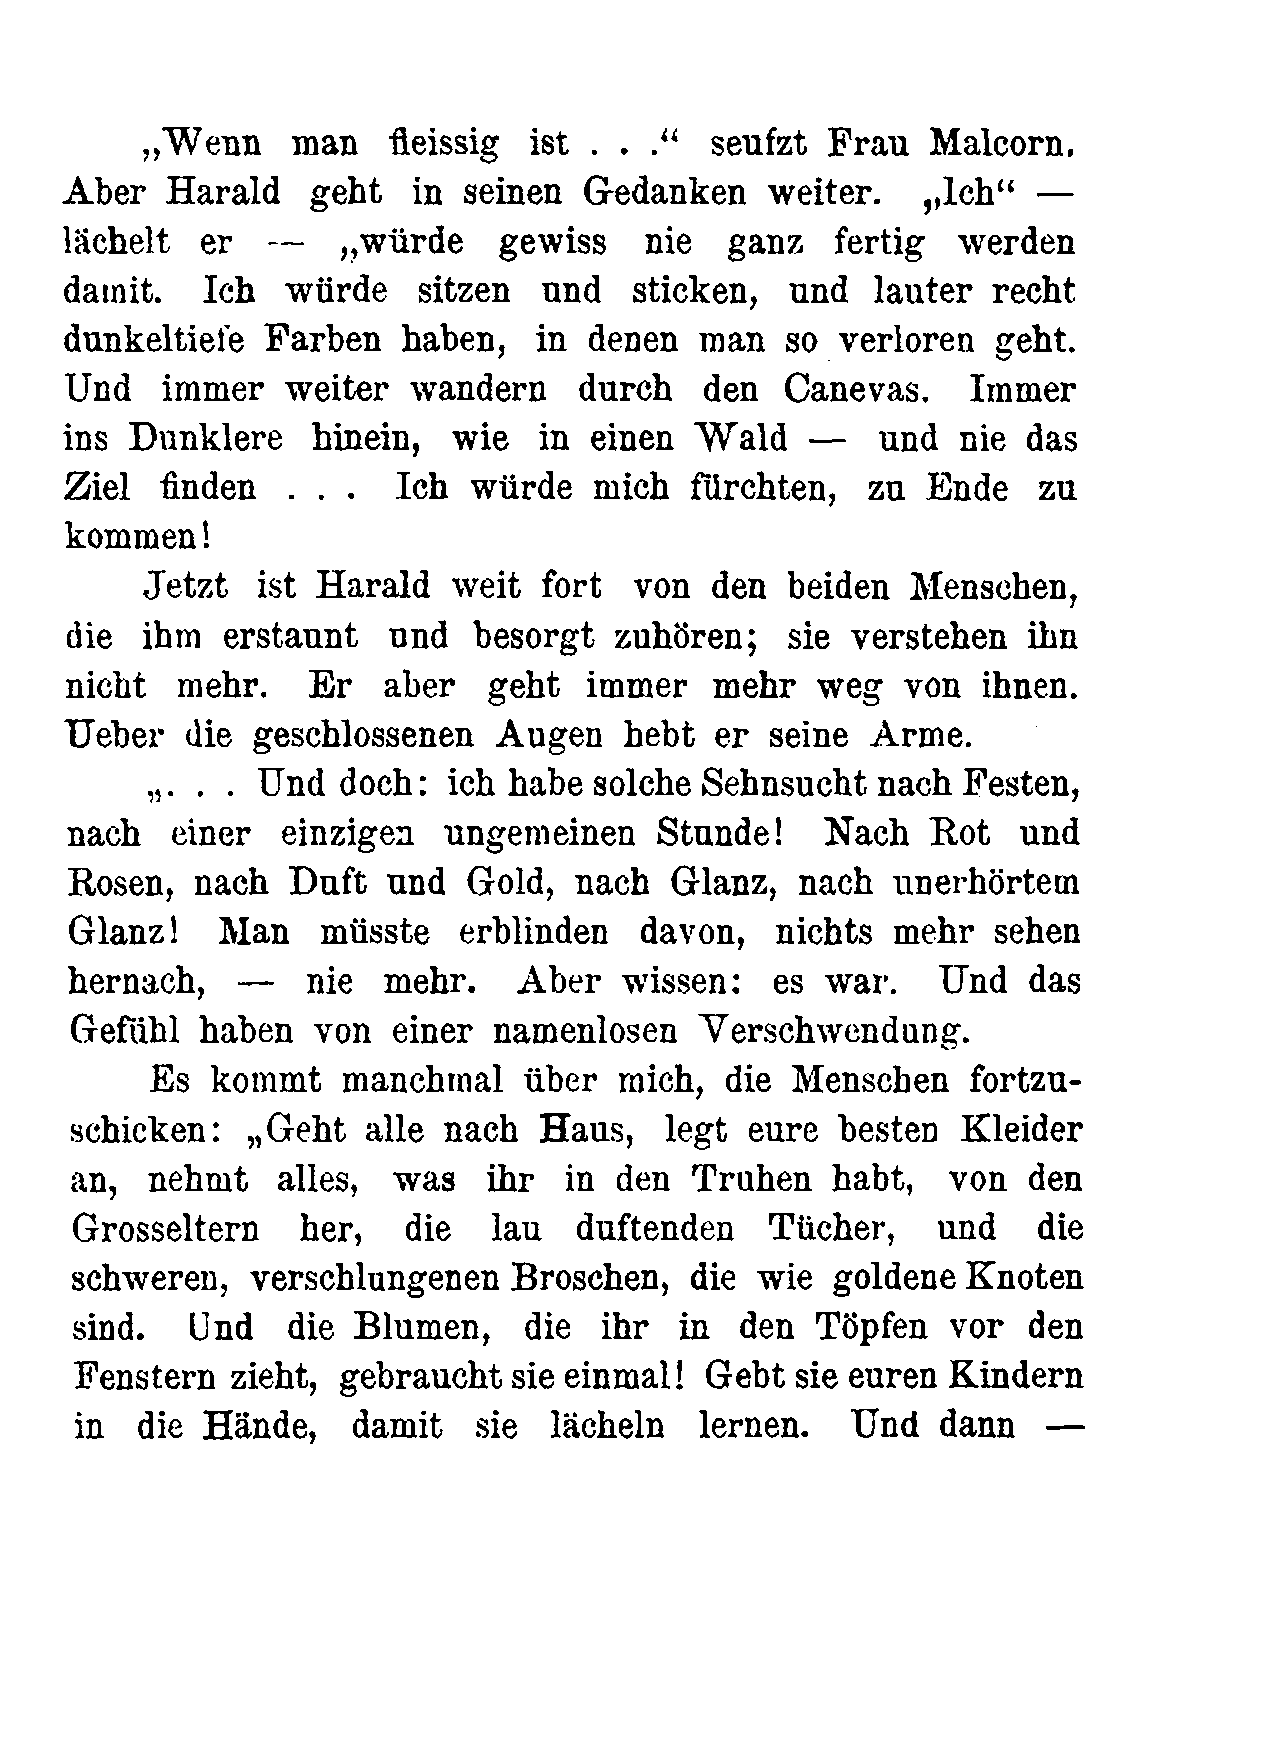 „Wenn man fleissig ist . . .“ seufzt Frau Malcorn.
Aber Harald geht in seinen Gedanken weiter. „Ich“ —
lächelt er — „würde gewiss nie ganz fertig werden
damit. Ich würde sitzen und sticken, und lauter recht
dunkeltiefe Farben haben, in denen man so verloren geht.
Und immer weiter wandern durch den Canevas. Immer
ins Dunklere hinein, wie in einen Wald — und nie das
Ziel finden . . . Ich würde mich fürchten, zu Ende zu
kommen!
Jetzt ist Harald weit fort von den beiden Menschen,
die ihm erstaunt und besorgt zuhören; sie verstehen ihn
nicht mehr. Er aber geht immer mehr weg von ihnen.
Ueber die geschlossenen Augen hebt er seine Arme.
„. . . Und doch: ich habe solche Sehnsucht nach Festen,
nach einer einzigen ungemeinen Stunde! Nach Rot und
Rosen, nach Duft und Gold, nach Glanz, nach unerhörtem
Glanz! Man müsste erblinden davon, nichts mehr sehen
hernach, — nie mehr. Aber wissen: es war. Und das
Gefühl haben von einer namenlosen Verschwendung.
Es kommt manchmal über mich, die Menschen fortzu-
schicken: „Geht alle nach Haus, legt eure besten Kleider
an, nehmt alles, was ihr in den Truhen habt, von den
Grosseltern her, die lau duftenden Tücher, und die
schweren, verschlungenen Broschen, die wie goldene Knoten
sind. Und die Blumen, die ihr in den Töpfen vor den
Fenstern zieht, gebraucht sie einmal! Gebt sie euren Kindern
in die Hände, damit sie lächeln lernen. Und dann —